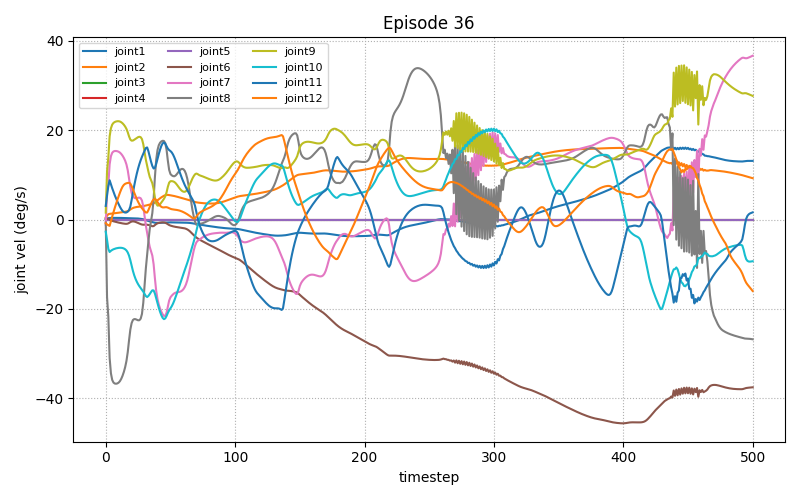 Episode 36
joint1 joint5 joint9
joint2 joint6 joint10
joint3 joint7 joint11
joint4 joint8 joint12
joint vel (deg/s)
40
20
0
−20
−40
0 100 200 300 400 500
timestep